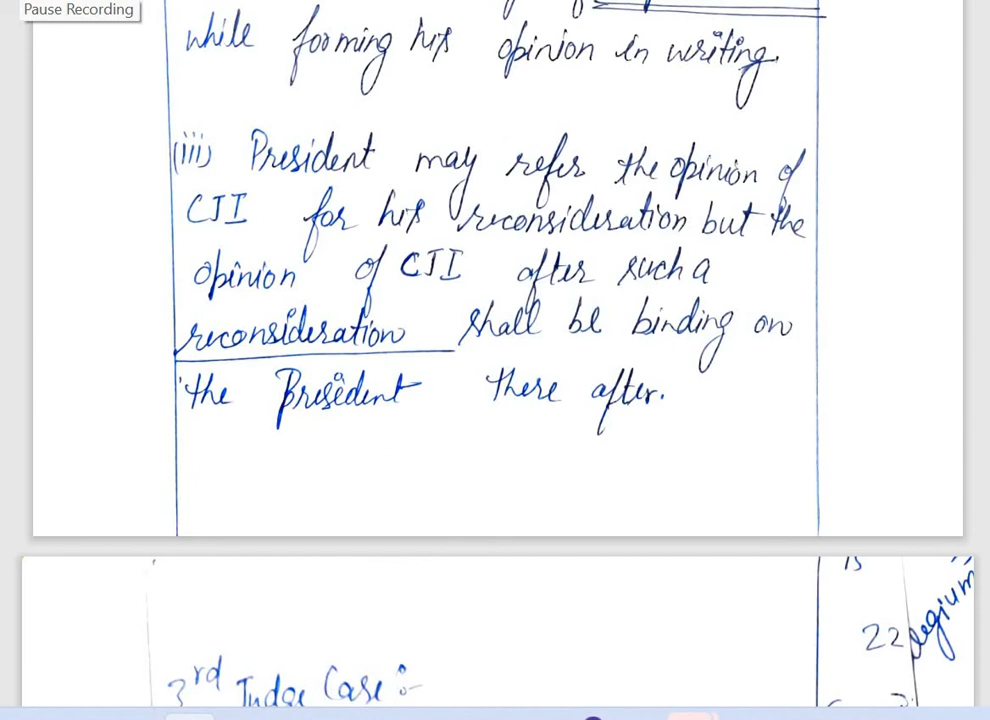 Pause Recording
while forming his opinion in writing.
(iii) President may refer the opinion of
CJI for his reconsideration but the
opinion of CJI after such a
reconsideration shall be binding on
the President there after.
15
22
3rd Judge Case :-